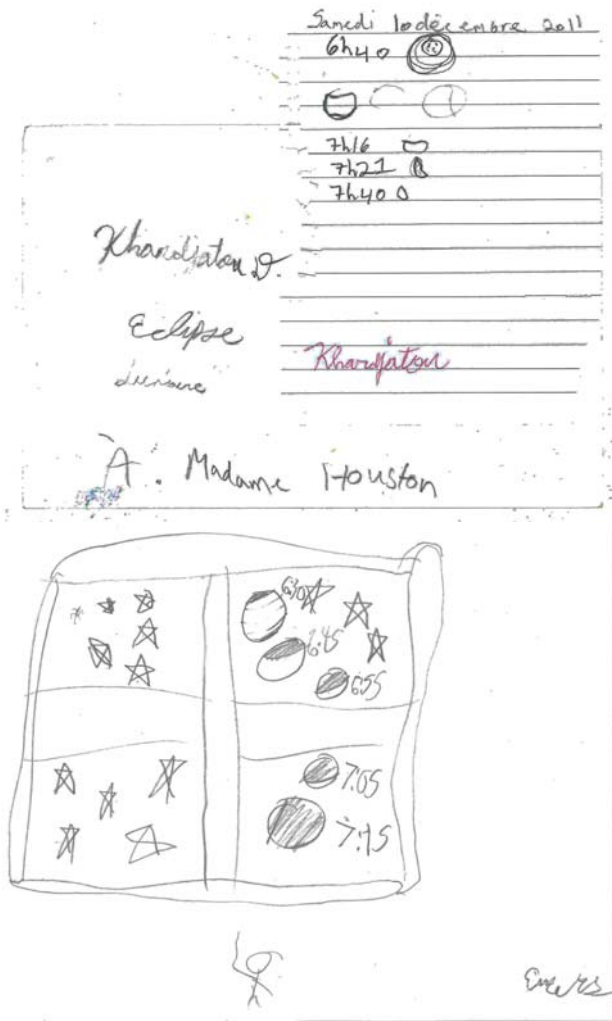 Samedi 10 décembre 2011
6h40
7h16
7h21
7h40
Khardjatou D.
Eclipse
Lunaire
Khardjatou
À. Madame Houston
6:30
6:45
6:55
7:05
7:15